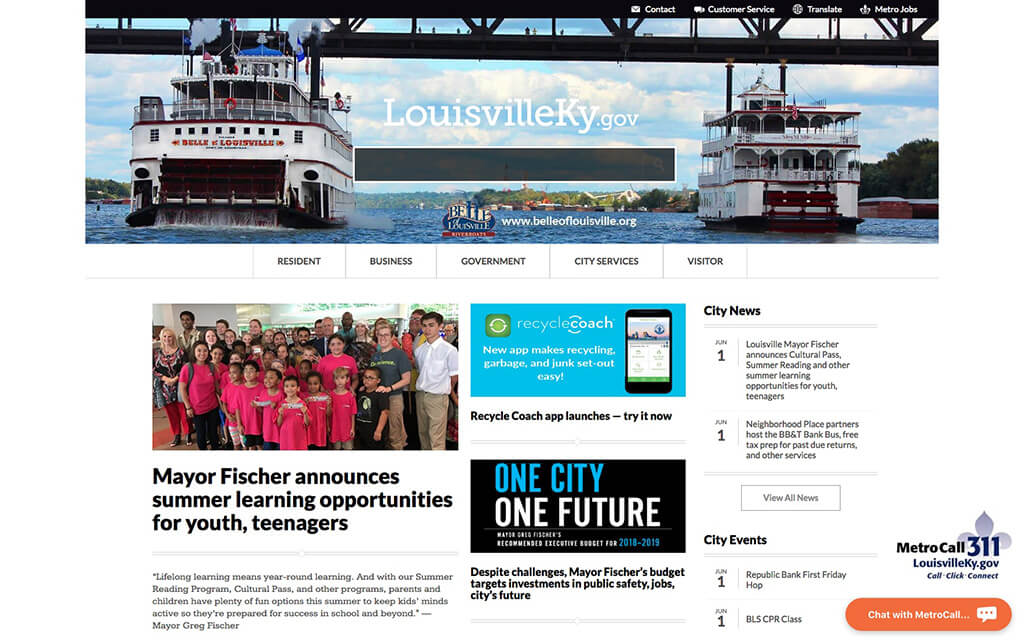 Contact
Customer Service
Translate
Metro Jobs
LouisvilleKy.gov
BELLE of LOUISVILLE
BELLE
of
LOUISVILLE
RIVERBOATS
www.belleoflouisville.org
RESIDENT
BUSINESS
GOVERNMENT
CITY SERVICES
VISITOR
Mayor Fischer announces
summer learning opportunities
for youth, teenagers
"Lifelong learning means year-round learning. And with our Summer
Reading Program, Cultural Pass, and other programs, parents and
children have plenty of fun options this summer to keep kids' minds
active so they're prepared for success in school and beyond." —
Mayor Greg Fischer
recyclecoach
New app makes recycling,
garbage, and junk set-out
easy!
Recycle Coach app launches — try it now
ONE CITY
ONE FUTURE
MAYOR GREG FISCHER'S
RECOMMENDED EXECUTIVE BUDGET FOR 2018-2019
Despite challenges, Mayor Fischer's budget
targets investments in public safety, jobs,
city's future
City News
JUN
1
Louisville Mayor Fischer
announces Cultural Pass,
Summer Reading and other
summer learning
opportunities for youth,
teenagers
JUN
1
Neighborhood Place partners
host the BB&T Bank Bus, free
tax prep for past due returns,
and other services
View All News
City Events
JUN
1
Republic Bank First Friday
Hop
JUN
1
BLS CPR Class
MetroCall 311
LouisvilleKy.gov
Call · Click · Connect
Chat with MetroCall...